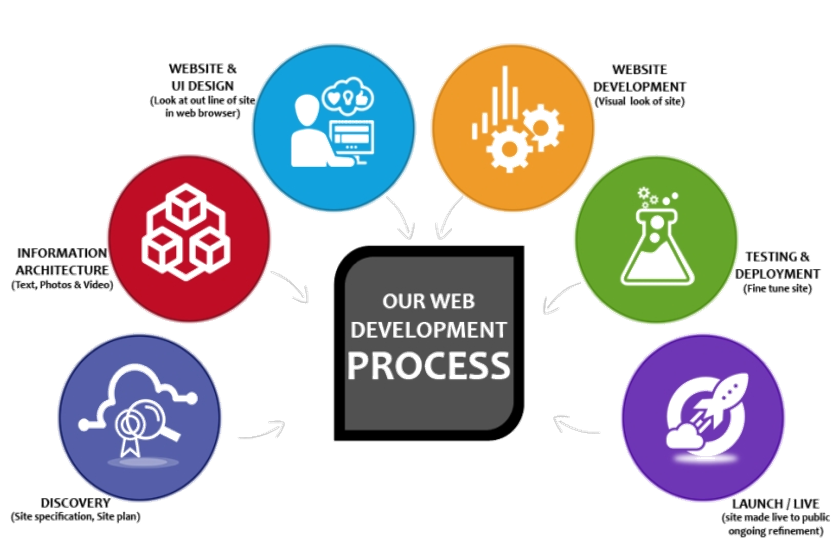 WEBSITE &
UI DESIGN
(Look at out line of site
in web browser)
WEBSITE
DEVELOPMENT
(Visual look of site)
INFORMATION
ARCHITECTURE
(Text, Photos & Video)
TESTING &
DEPLOYMENT
(Fine tune site)
OUR WEB
DEVELOPMENT
PROCESS
DISCOVERY
(Site specification, Site plan)
LAUNCH / LIVE
(site made live to public
ongoing refinement)